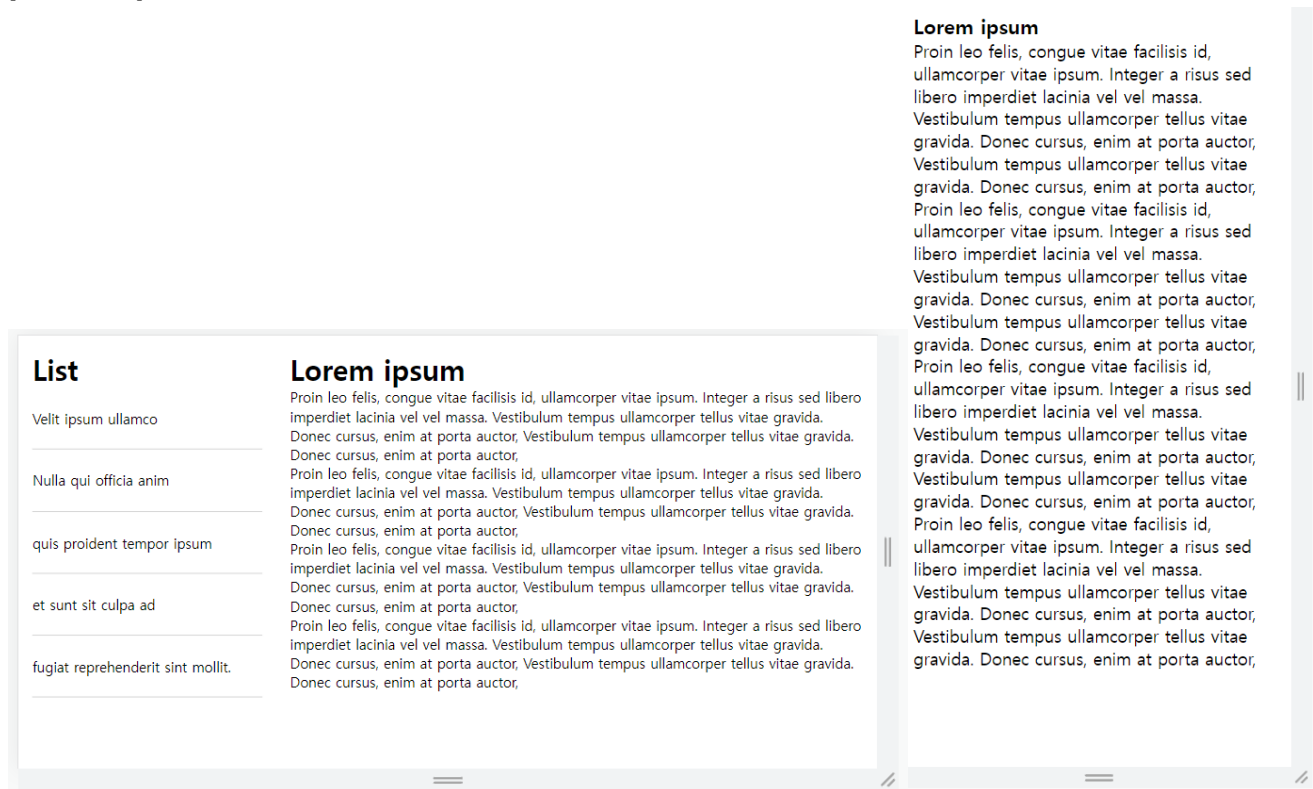 List
Velit ipsum ullamco
Nulla qui officia anim
quis proident tempor ipsum
et sunt sit culpa ad
fugiat reprehenderit sint mollit.
Lorem ipsum
Proin leo felis, congue vitae facilisis id, ullamcorper vitae ipsum. Integer a risus sed libero
imperdiet lacinia vel vel massa. Vestibulum tempus ullamcorper tellus vitae gravida.
Donec cursus, enim at porta auctor, Vestibulum tempus ullamcorper tellus vitae gravida.
Donec cursus, enim at porta auctor,
Proin leo felis, congue vitae facilisis id, ullamcorper vitae ipsum. Integer a risus sed libero
imperdiet lacinia vel vel massa. Vestibulum tempus ullamcorper tellus vitae gravida.
Donec cursus, enim at porta auctor, Vestibulum tempus ullamcorper tellus vitae gravida.
Donec cursus, enim at porta auctor,
Proin leo felis, congue vitae facilisis id, ullamcorper vitae ipsum. Integer a risus sed libero
imperdiet lacinia vel vel massa. Vestibulum tempus ullamcorper tellus vitae gravida.
Donec cursus, enim at porta auctor, Vestibulum tempus ullamcorper tellus vitae gravida.
Donec cursus, enim at porta auctor,
Proin leo felis, congue vitae facilisis id, ullamcorper vitae ipsum. Integer a risus sed libero
imperdiet lacinia vel vel massa. Vestibulum tempus ullamcorper tellus vitae gravida.
Donec cursus, enim at porta auctor, Vestibulum tempus ullamcorper tellus vitae gravida.
Donec cursus, enim at porta auctor,
Lorem ipsum
Proin leo felis, congue vitae facilisis id,
ullamcorper vitae ipsum. Integer a risus sed
libero imperdiet lacinia vel vel massa.
Vestibulum tempus ullamcorper tellus vitae
gravida. Donec cursus, enim at porta auctor,
Vestibulum tempus ullamcorper tellus vitae
gravida. Donec cursus, enim at porta auctor,
Proin leo felis, congue vitae facilisis id,
ullamcorper vitae ipsum. Integer a risus sed
libero imperdiet lacinia vel vel massa.
Vestibulum tempus ullamcorper tellus vitae
gravida. Donec cursus, enim at porta auctor,
Vestibulum tempus ullamcorper tellus vitae
gravida. Donec cursus, enim at porta auctor,
Proin leo felis, congue vitae facilisis id,
ullamcorper vitae ipsum. Integer a risus sed
libero imperdiet lacinia vel vel massa.
Vestibulum tempus ullamcorper tellus vitae
gravida. Donec cursus, enim at porta auctor,
Vestibulum tempus ullamcorper tellus vitae
gravida. Donec cursus, enim at porta auctor,
Proin leo felis, congue vitae facilisis id,
ullamcorper vitae ipsum. Integer a risus sed
libero imperdiet lacinia vel vel massa.
Vestibulum tempus ullamcorper tellus vitae
gravida. Donec cursus, enim at porta auctor,
Vestibulum tempus ullamcorper tellus vitae
gravida. Donec cursus, enim at porta auctor,